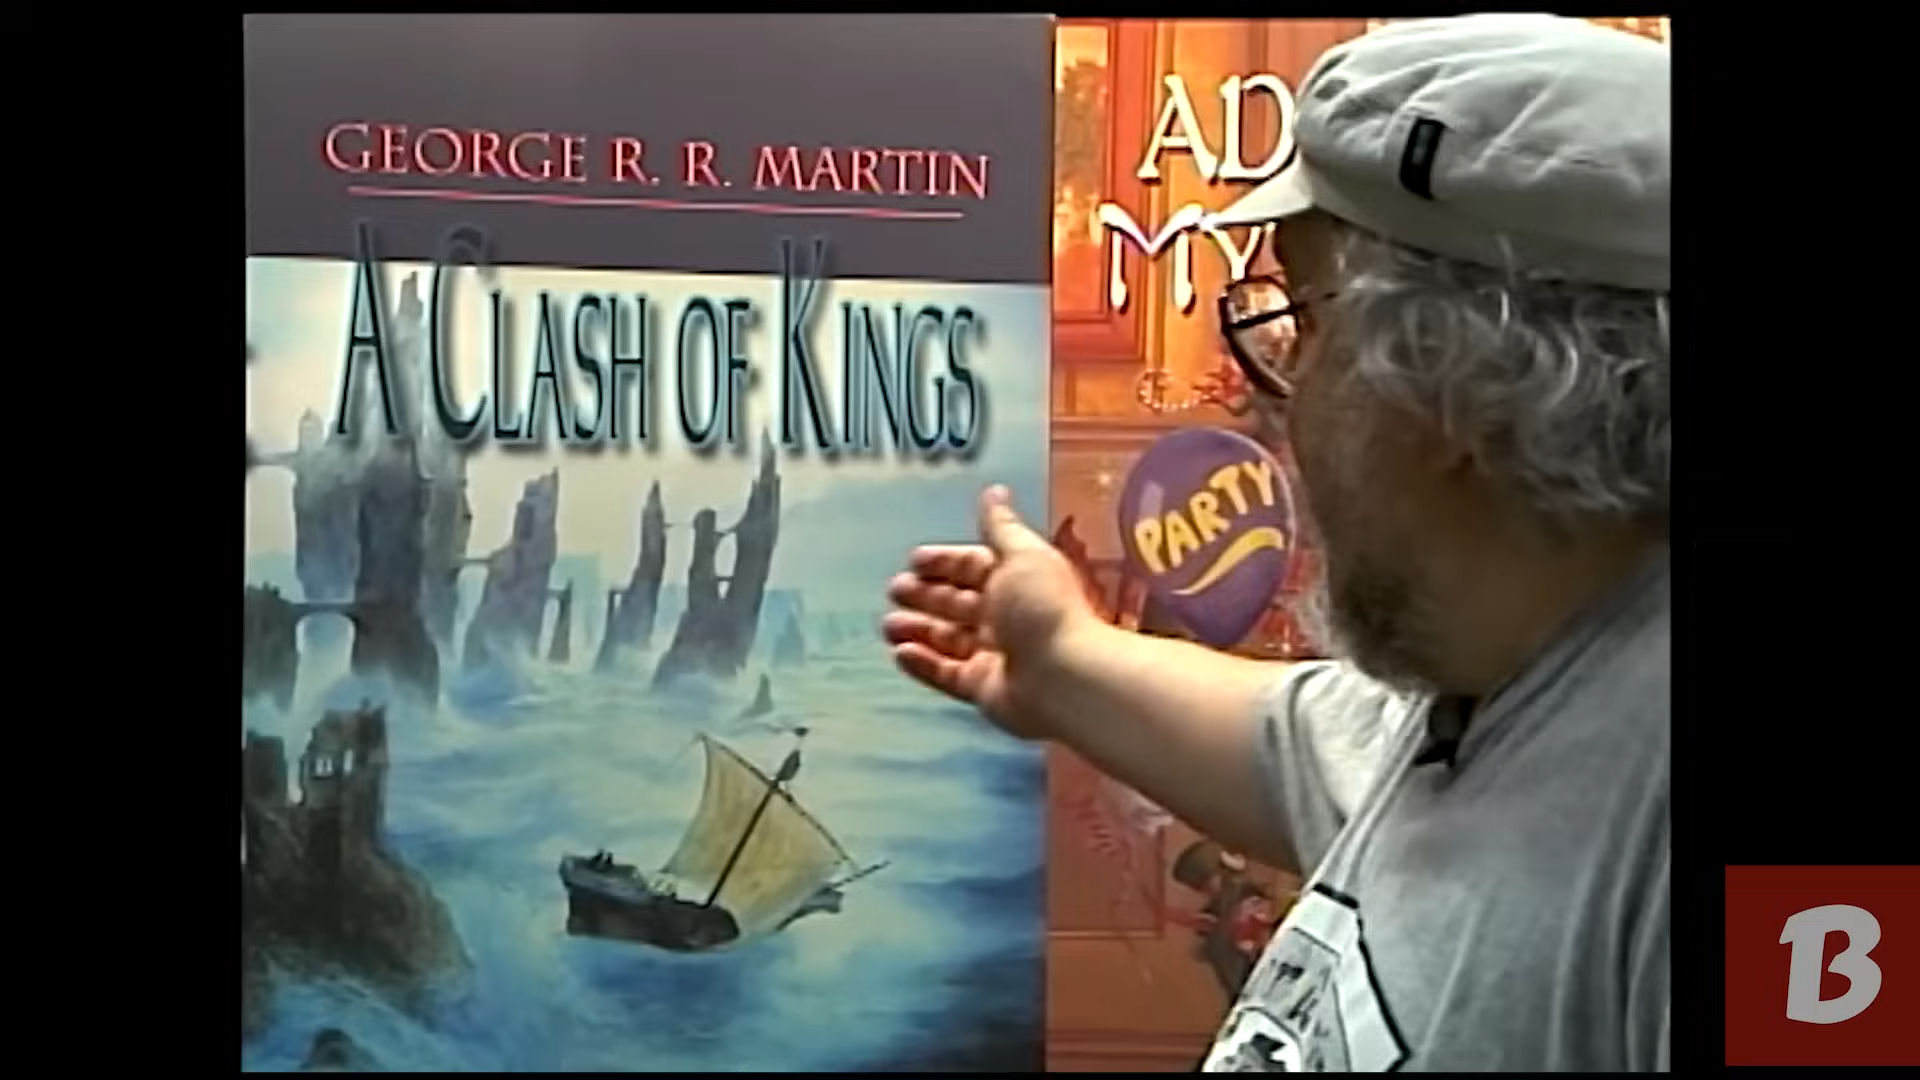 GEORGE R. R. MARTIN
A CLASH OF KINGS
AD
MY
PARTY
B